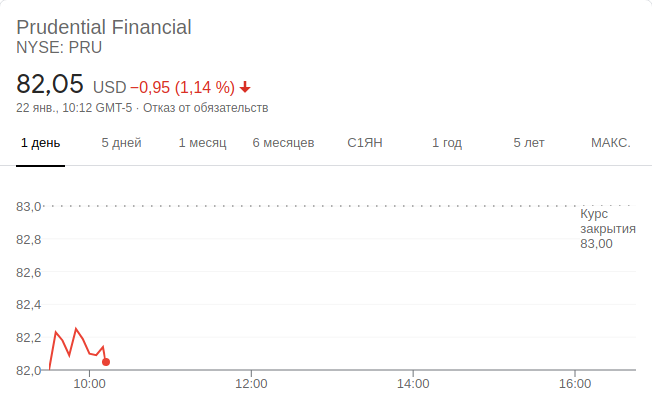 Prudential Financial
NYSE: PRU
82,05 USD −0,95 (1,14 %)
22 янв., 10:12 GMT-5 · Отказ от обязательств
1 день 5 дней 1 месяц 6 месяцев С1ЯН 1 год 5 лет МАКС.
83,0
Курс
закрытия
83,00
82,8
82,6
82,4
82,2
82,0
10:00 12:00 14:00 16:00